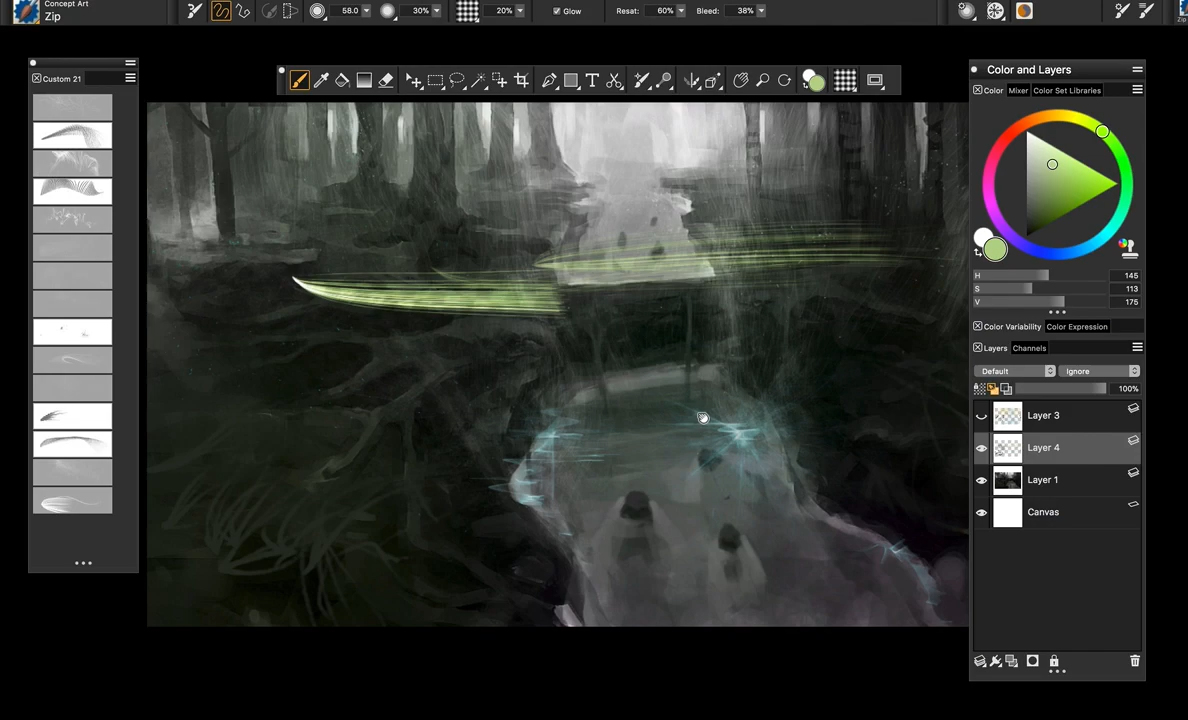 Concept Art
Zip
58.0
30%
20%
Glow
Resat: 60%
Bleed: 38%
Custom 21
Color and Layers
Color Mixer Color Set Libraries
H 145
S 113
V 175
Color Variability Color Expression
Layers Channels
Default Ignore
100%
Layer 3
Layer 4
Layer 1
Canvas